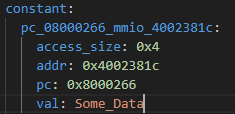 constant:
  pc_08000266_mmio_4002381c:
    access_size: 0x4
    addr: 0x4002381c
    pc: 0x8000266
    val: Some_Data